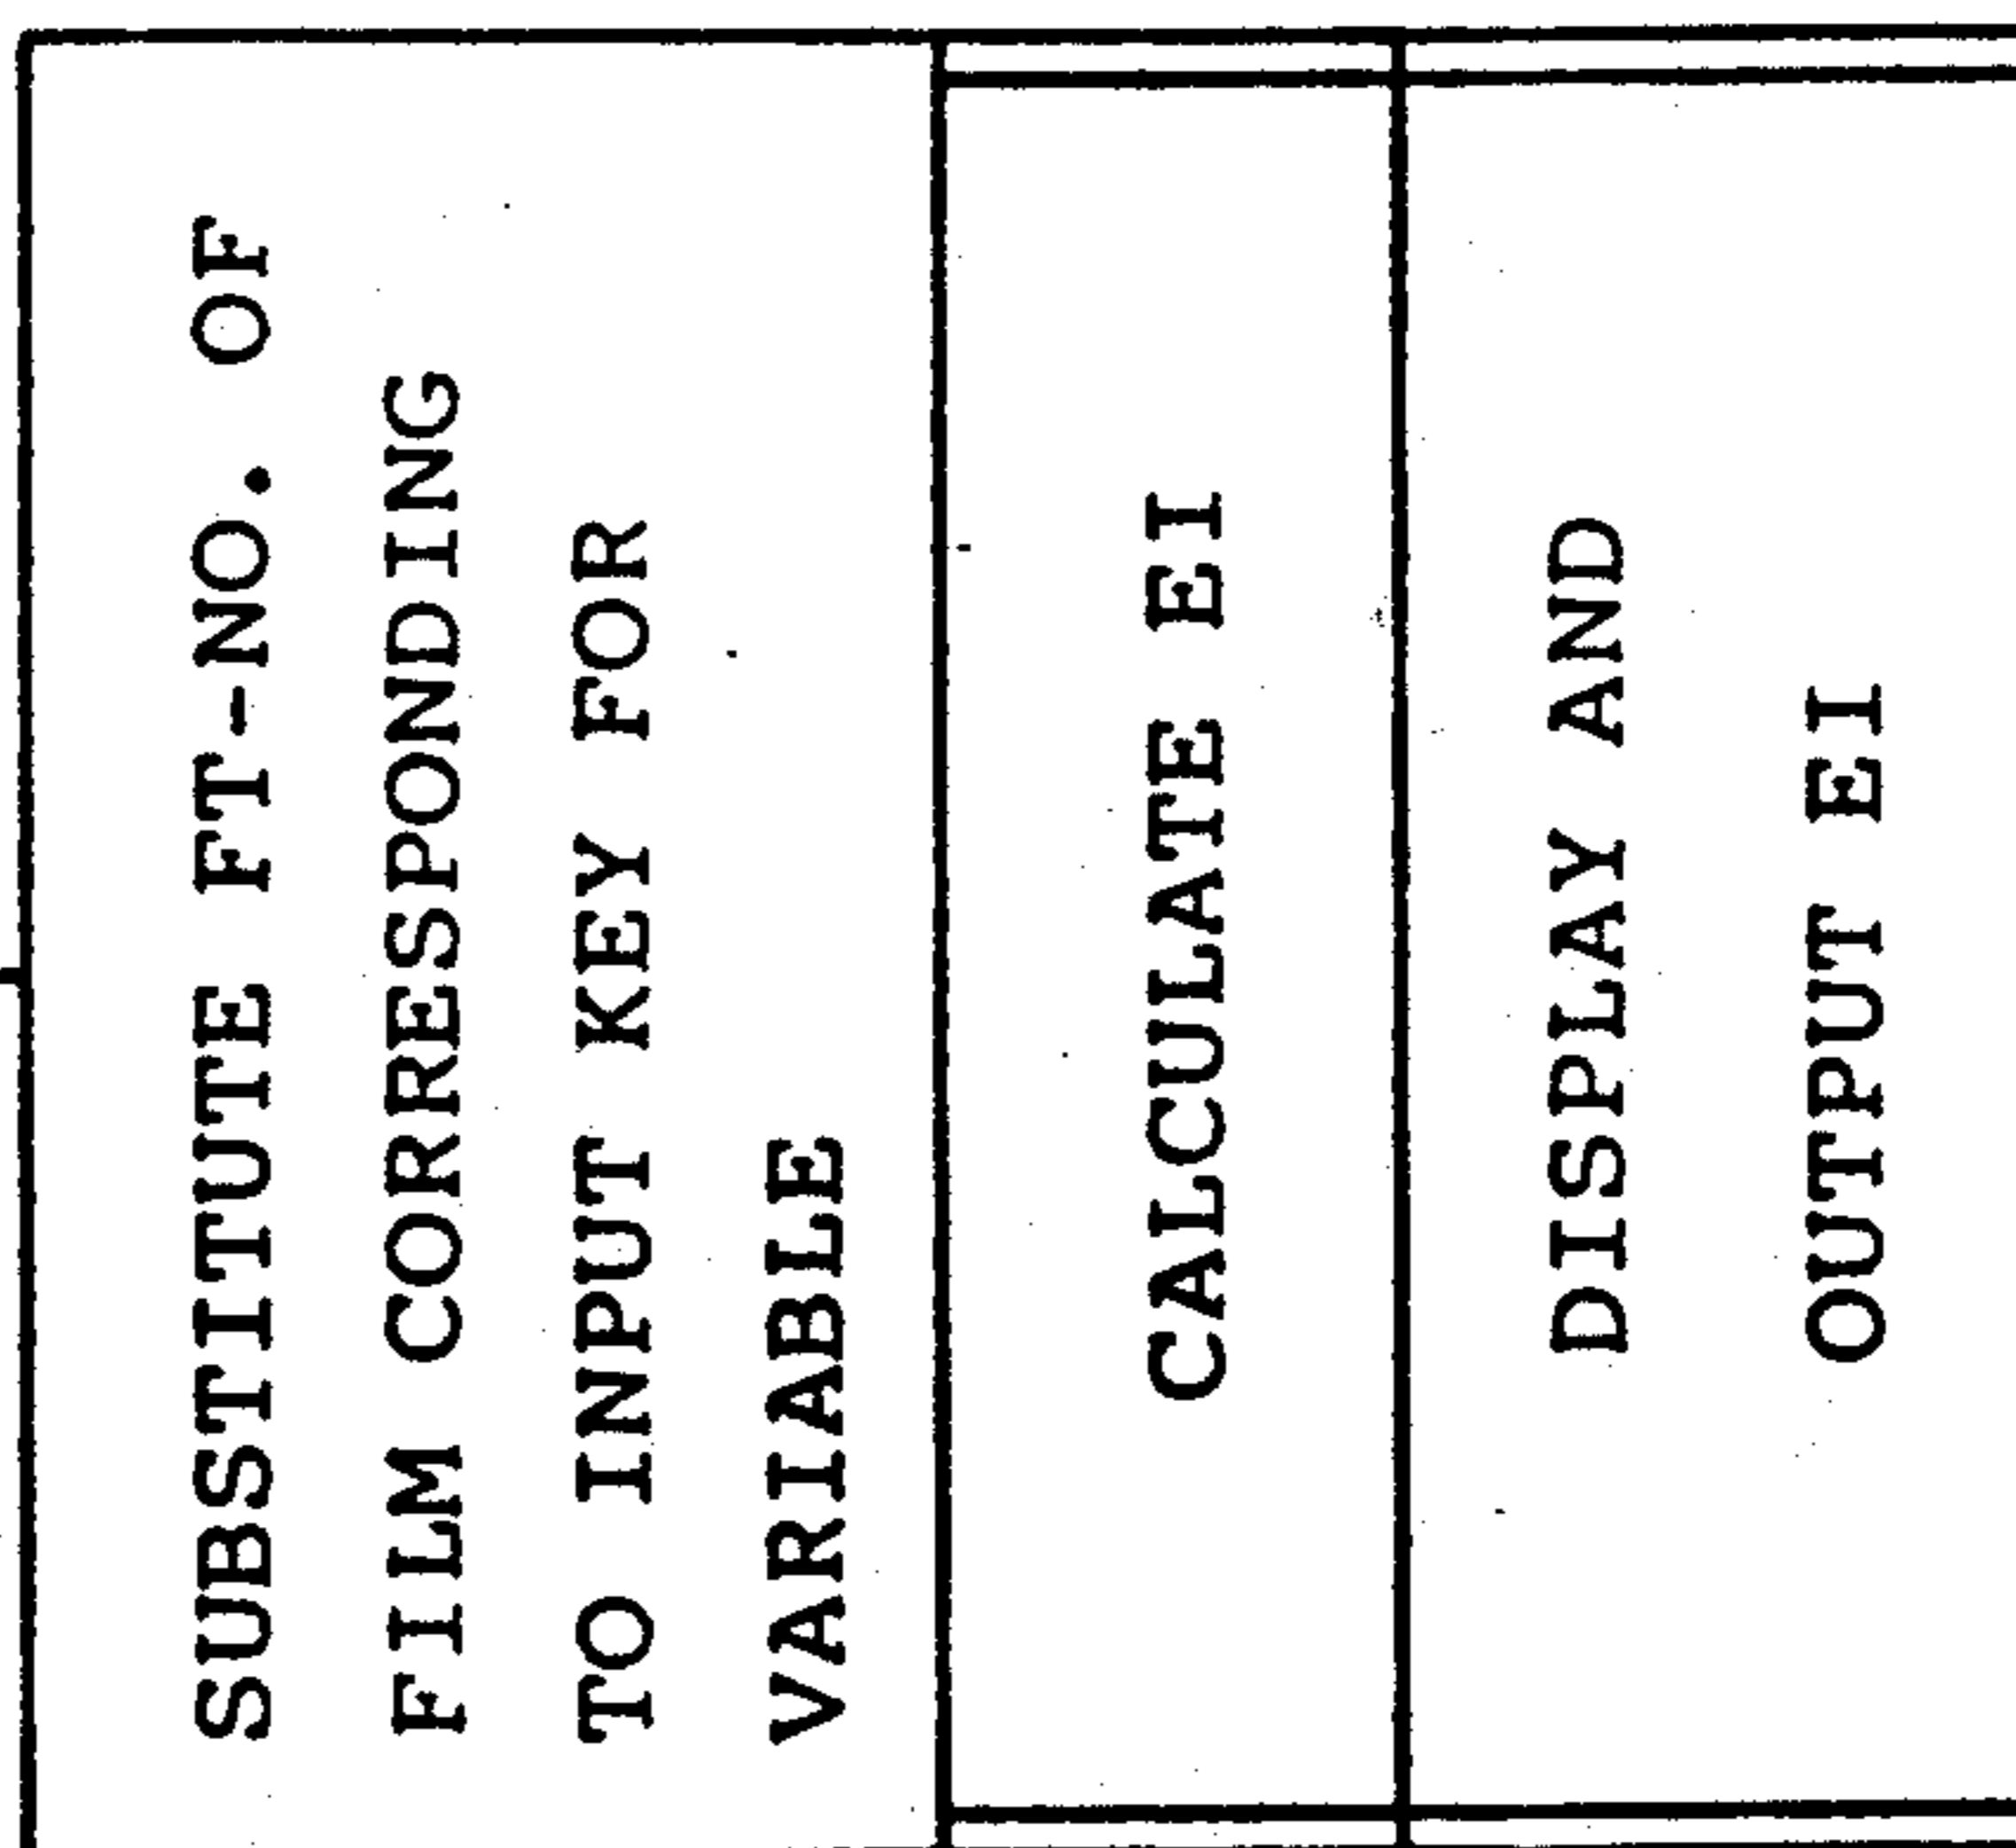 SUBSTITUTE FT-NO. OF
FILM CORRESPONDING
TO INPUT KEY FOR
VARIABLE
CALCULATE EI
DISPLAY AND
OUTPUT EI